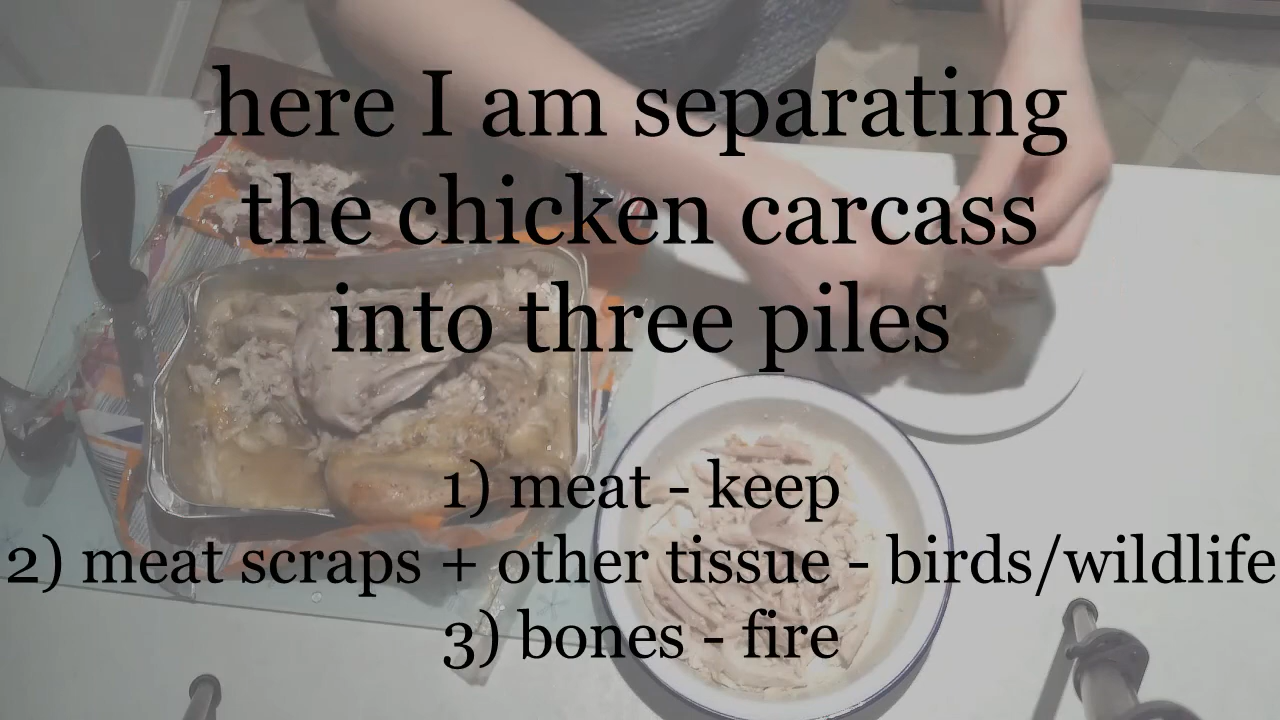 here I am separating
the chicken carcass
into three piles
1) meat - keep
2) meat scraps + other tissue - birds/wildlife
3) bones - fire